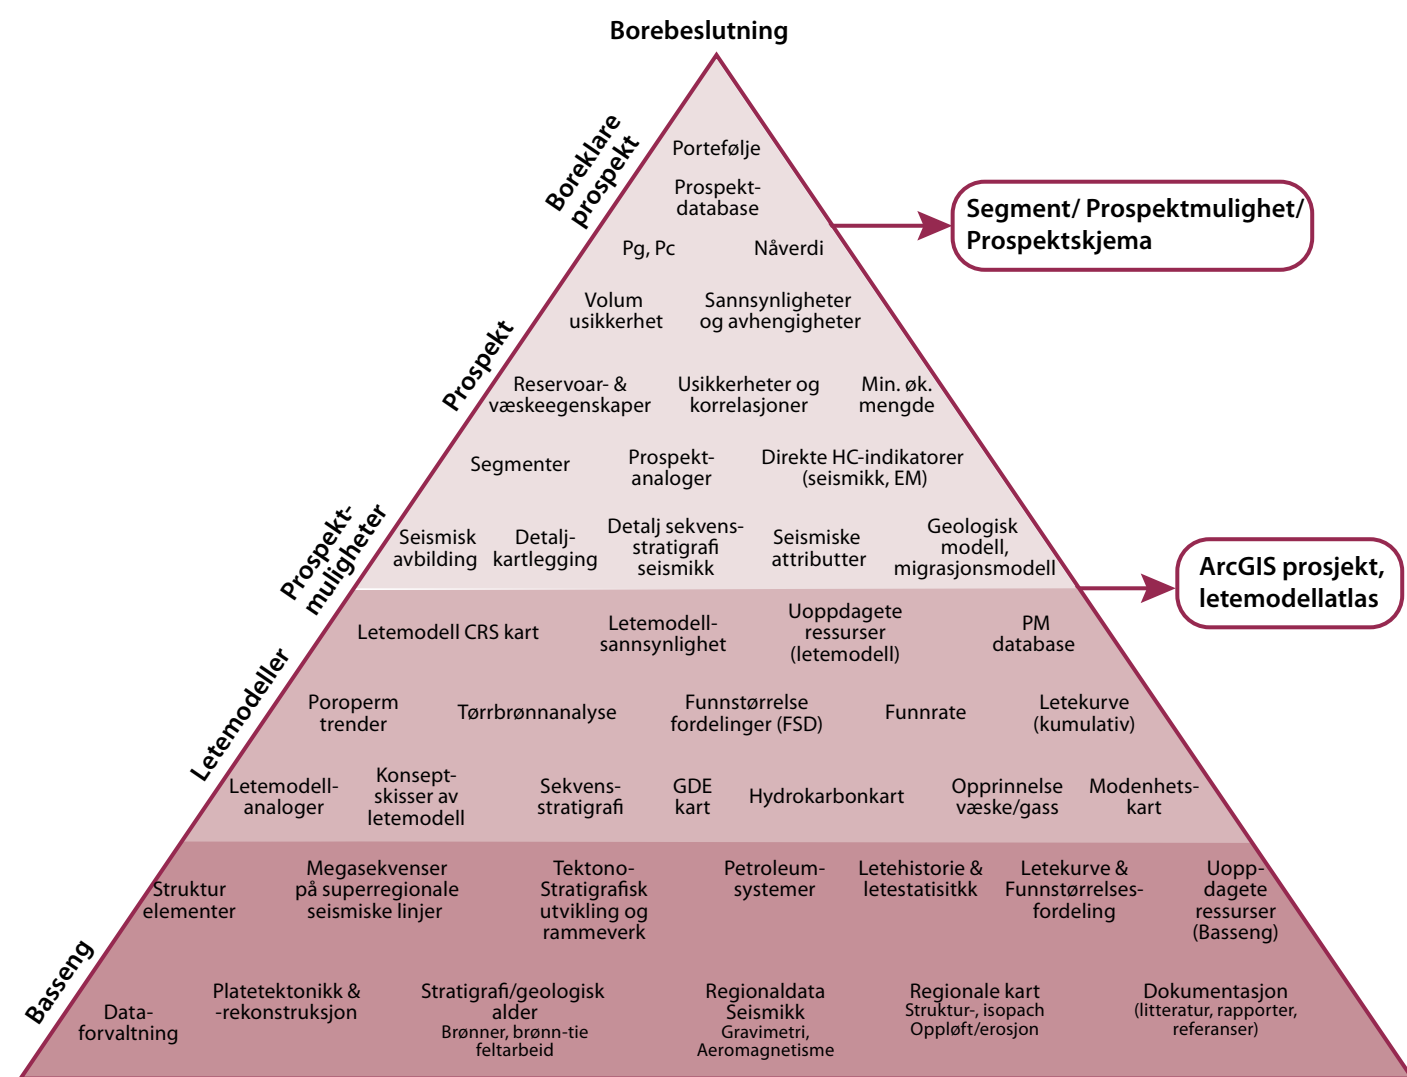 Borebeslutning
Boreklare
prospekt
Portefølje
Prospekt-
database
Segment/ Prospektmulighet/
Prospektskjema
Pg, Pc
Nåverdi
Volum
usikkerhet
Sannsynligheter
og avhengigheter
Prospekt
Reservoar- &
væskeegenskaper
Usikkerheter og
korrelasjoner
Min. øk.
mengde
Segmenter
Prospekt-
analoger
Direkte HC-indikatorer
(seismikk, EM)
Prospekt-
muligheter
Seismisk
avbilding
Detalj-
kartlegging
Detalj sekvens-
stratigrafi
seismikk
Seismiske
attributter
Geologisk
modell,
migrasjonsmodell
ArcGIS prosjekt,
letemodellatlas
Letemodell CRS kart
Letemodell-
sannsynlighet
Uoppdagete
ressurser
(letemodell)
PM
database
Letemodeller
Poroperm
trender
Tørrbrønnanalyse
Funnstørrelse
fordelinger (FSD)
Funnrate
Letekurve
(kumulativ)
Letemodell-
analoger
Konsept-
skisser av
letemodell
Sekvens-
stratigrafi
GDE
kart
Hydrokarbonkart
Opprinnelse
væske/gass
Modenhets-
kart
Struktur
elementer
Megasekvenser
på superregionale
seismiske linjer
Tektono-
Stratigrafisk
utvikling og
rammeverk
Petroleum-
systemer
Letehistorie &
letestatisitkk
Letekurve &
Funnstørrelses-
fordeling
Uopp-
dagete
ressurser
(Basseng)
Basseng
Data-
forvaltning
Platetektonikk &
-rekonstruksjon
Stratigrafi/geologisk
alder
Brønner, brønn-tie
feltarbeid
Regionaldata
Seismikk
Gravimetri,
Aeromagnetisme
Regionale kart
Struktur-, isopach
Oppløft/erosjon
Dokumentasjon
(litteratur, rapporter,
referanser)